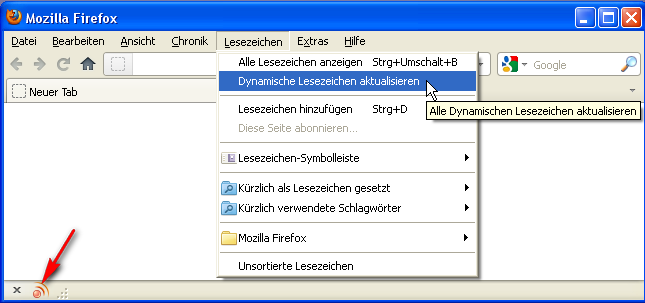 Mozilla Firefox
Datei Bearbeiten Ansicht Chronik Lesezeichen Extras Hilfe
Alle Lesezeichen anzeigen Strg+Umschalt+B
Google
Dynamische Lesezeichen aktualisieren
Neuer Tab
Lesezeichen hinzufügen Strg+D
Alle Dynamischen Lesezeichen aktualisieren
Diese Seite abonnieren...
Lesezeichen-Symbolleiste
Kürzlich als Lesezeichen gesetzt
Kürzlich verwendete Schlagwörter
Mozilla Firefox
Unsortierte Lesezeichen